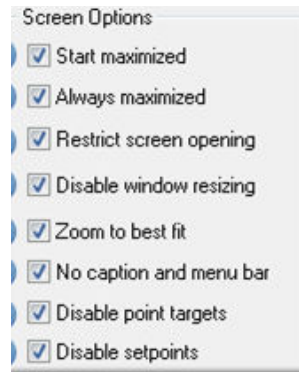 Screen Options
Start maximized
Always maximized
Restrict screen opening
Disable window resizing
Zoom to best fit
No caption and menu bar
Disable point targets
Disable setpoints